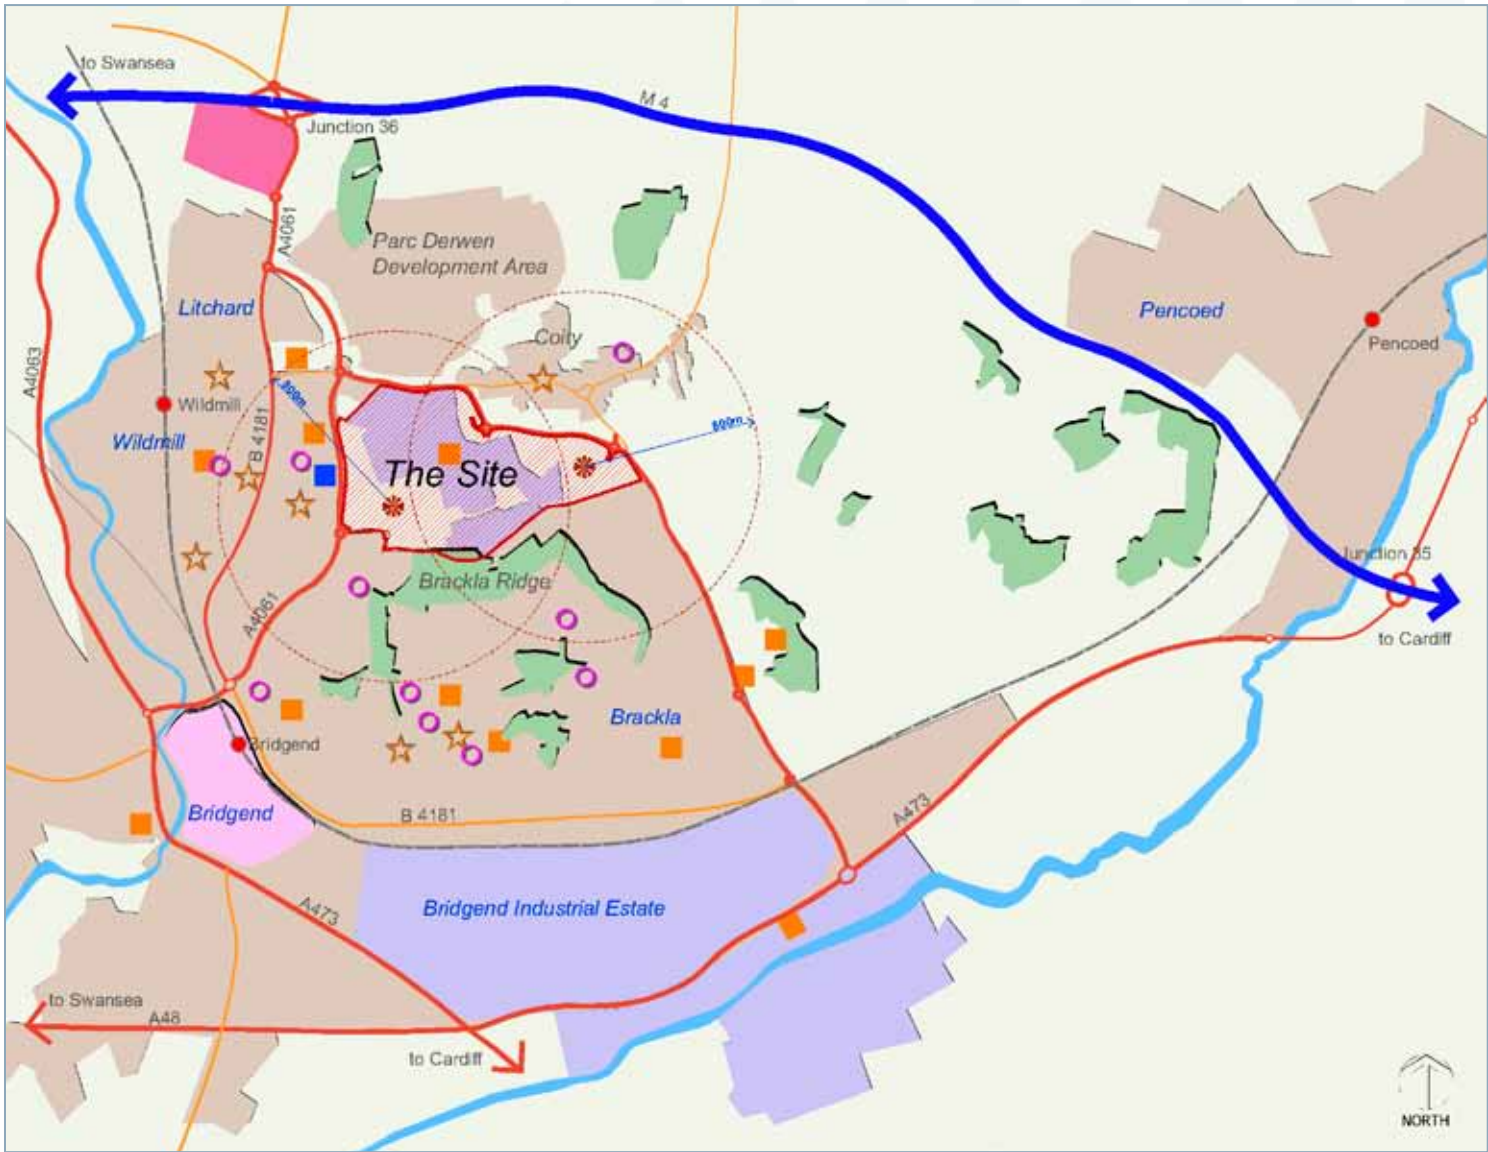 to Swansea
M 4
Junction 36
A4061
Parc Derwen
Development Area
Litchard
Pencoed
Coity
Pencoed
A4063
800m
Wildmill
B 4181
Wildmill
800m
The Site
Junction 35
Brackla Ridge
A4061
to Cardiff
Brackla
Bridgend
Bridgend
B 4181
A473
Bridgend Industrial Estate
A473
to Swansea
A48
to Cardiff
NORTH